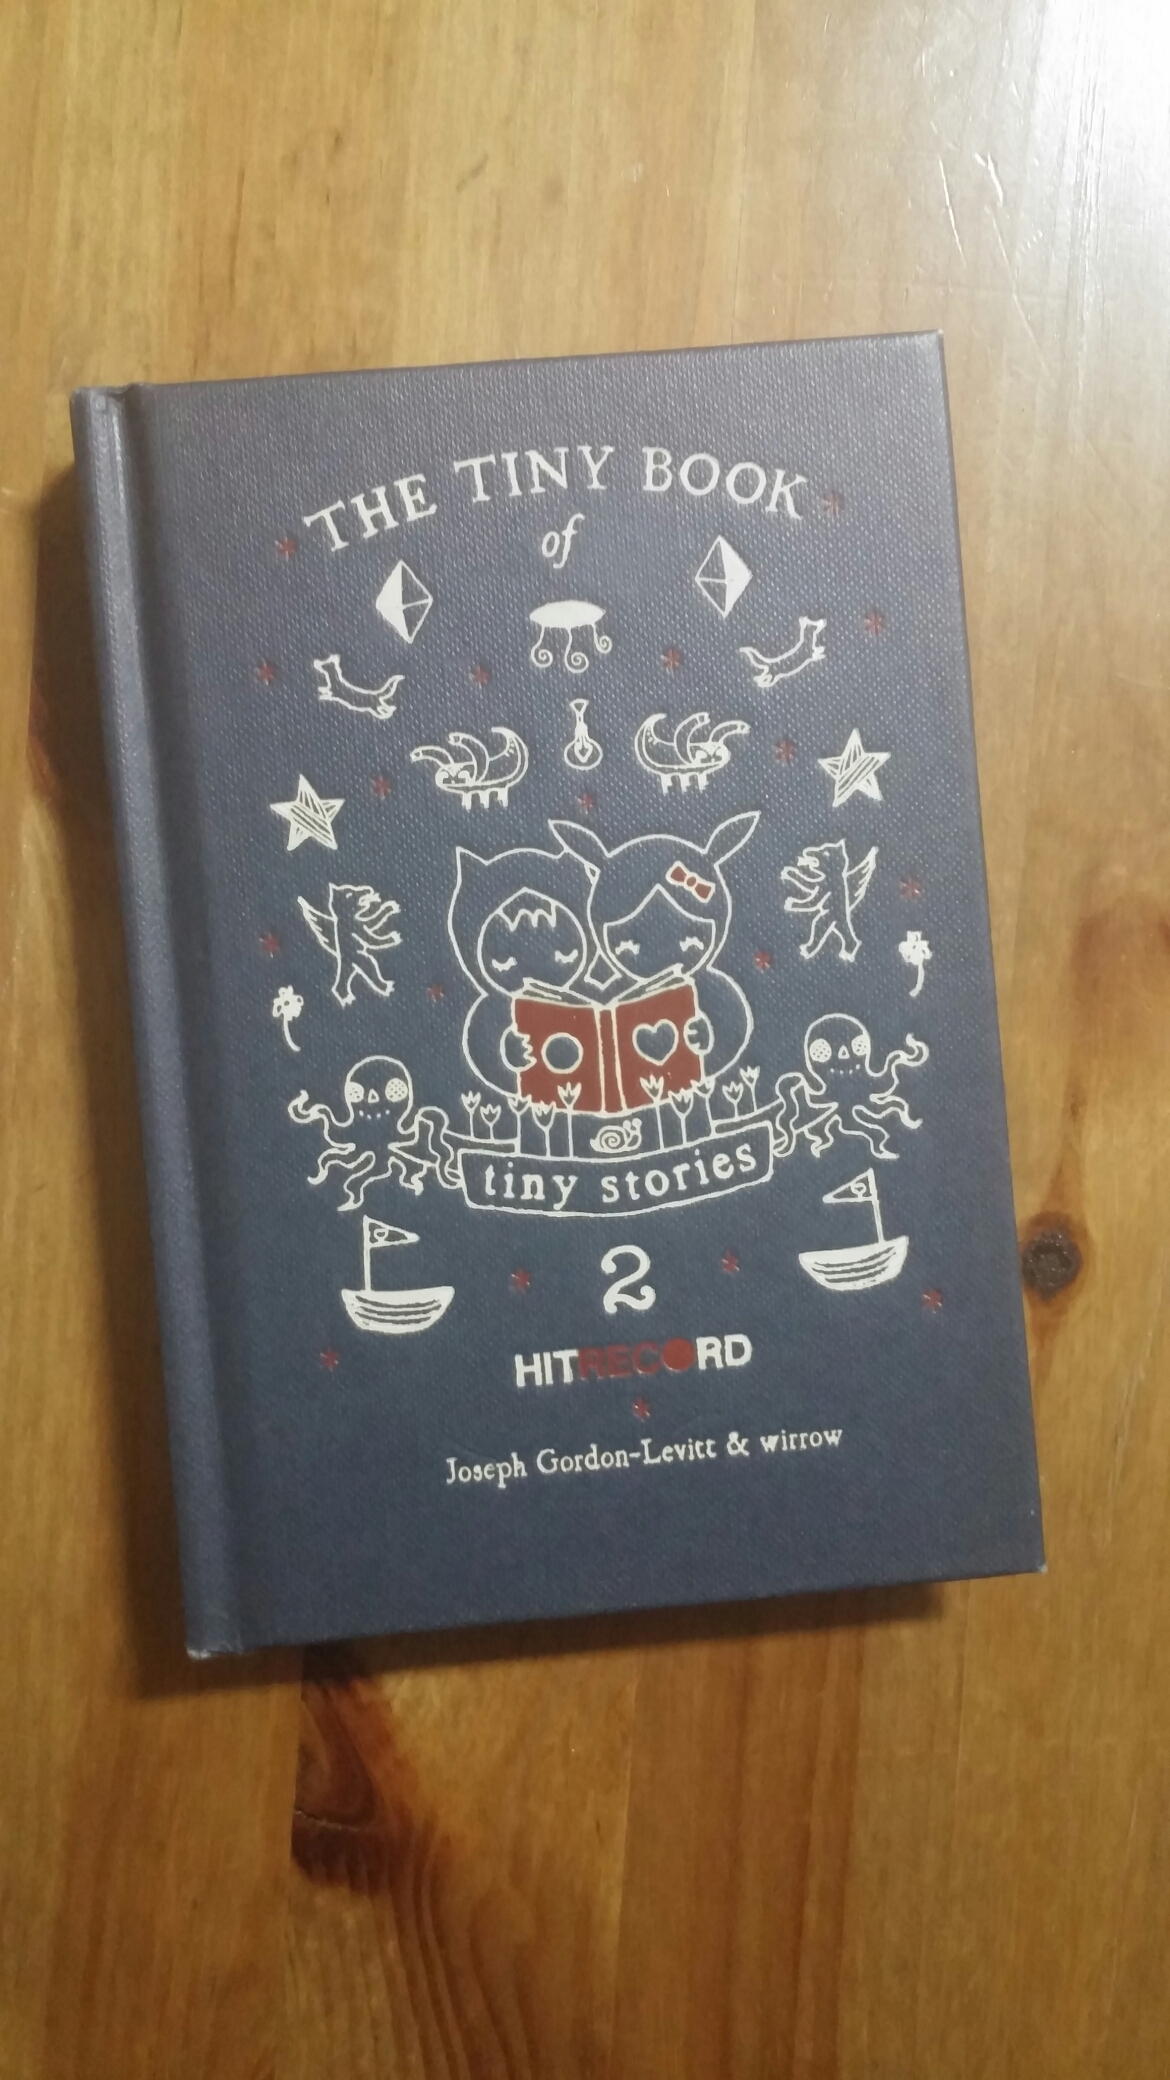 THE TINY BOOK
of
tiny stories
2
HITRECORD
Joseph Gordon-Levitt & wirrow